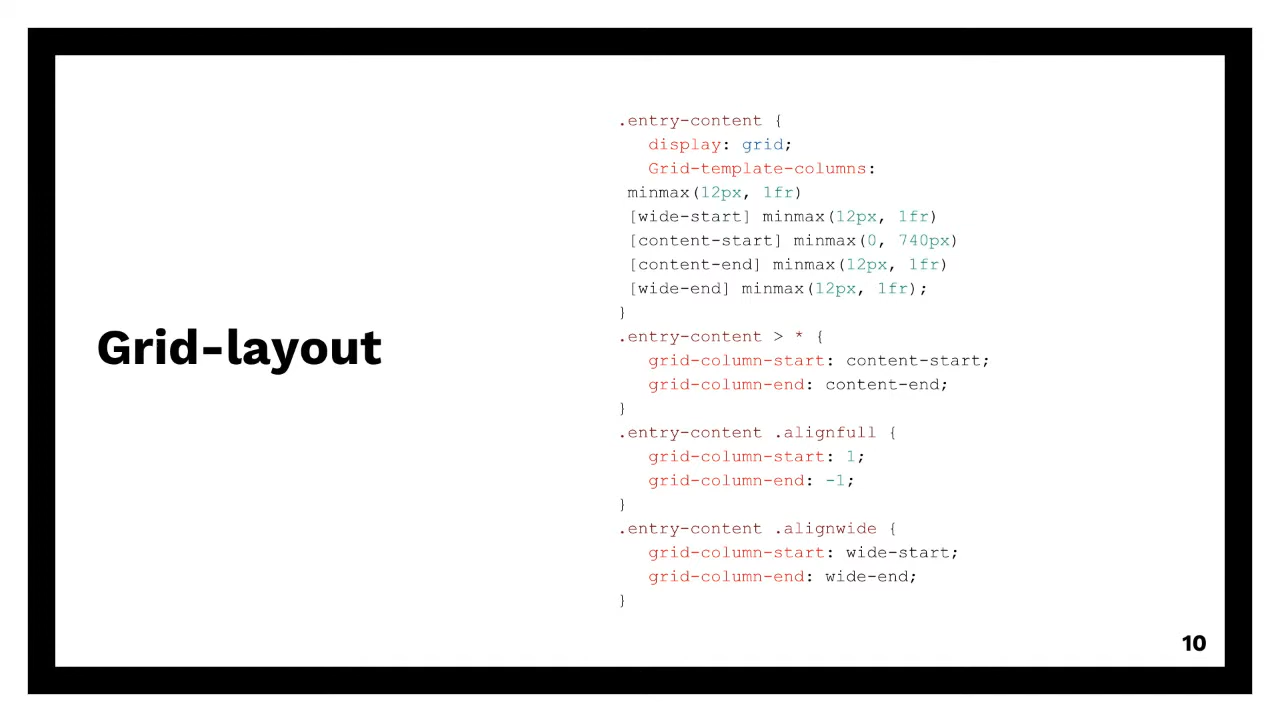 Grid-layout
.entry-content {
display: grid;
Grid-template-columns:
minmax(12px, 1fr)
[wide-start] minmax(12px, 1fr)
[content-start] minmax(0, 740px)
[content-end] minmax(12px, 1fr)
[wide-end] minmax(12px, 1fr);
}
.entry-content > * {
grid-column-start: content-start;
grid-column-end: content-end;
}
.entry-content .alignfull {
grid-column-start: 1;
grid-column-end: -1;
}
.entry-content .alignwide {
grid-column-start: wide-start;
grid-column-end: wide-end;
}
10